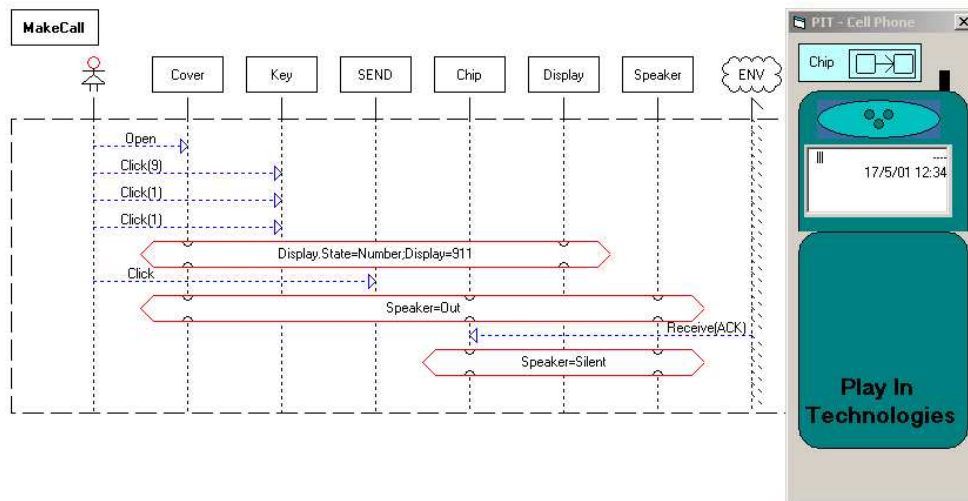 MakeCall
PIT - Cell Phone
Chip
Cover Key SEND Chip Display Speaker ENV
Open
Click(9)
Click(1)
Click(1)
Display.State=Number;Display=911
Click
Speaker=Out
Receive(ACK)
Speaker=Silent
17/5/01 12:34
Play In
Technologies